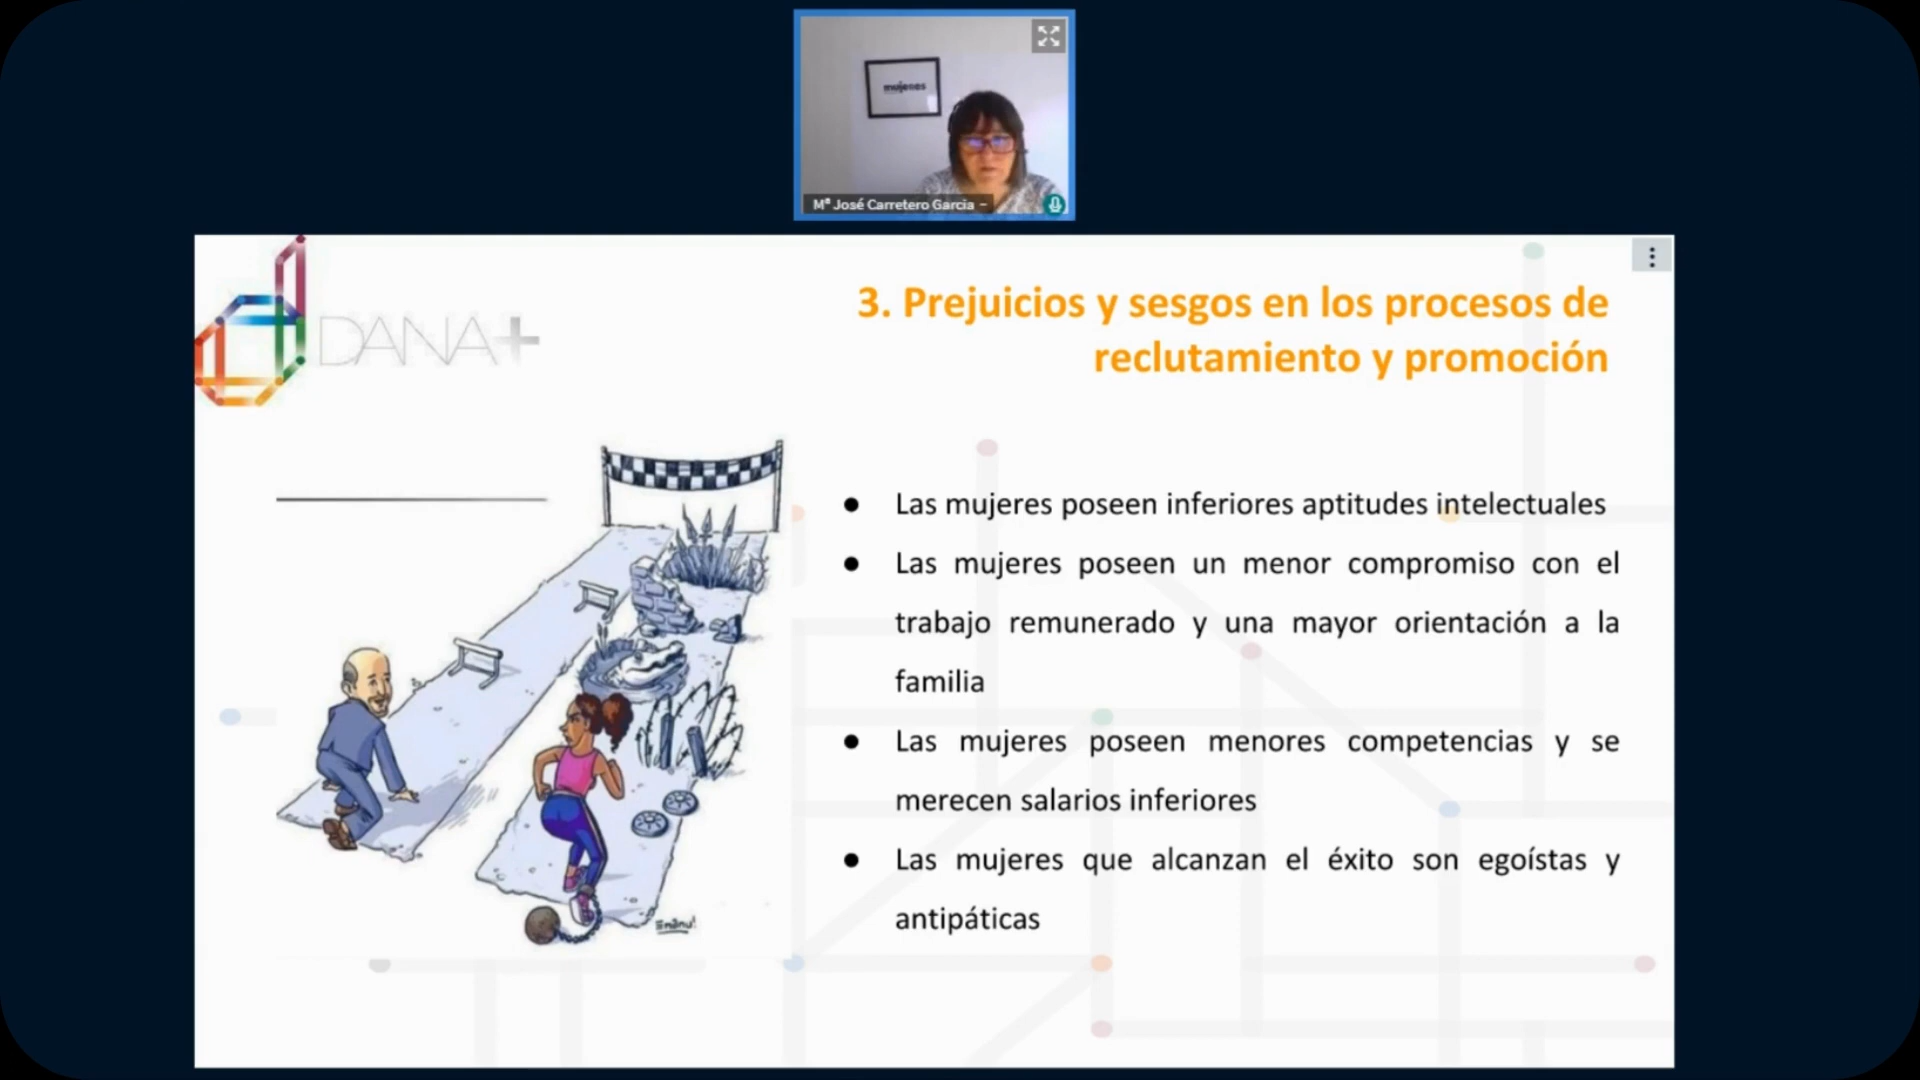 mujeres
Mª José Carretero Garcia
DANA+
3. Prejuicios y sesgos en los procesos de
reclutamiento y promoción
● Las mujeres poseen inferiores aptitudes intelectuales
● Las mujeres poseen un menor compromiso con el
trabajo remunerado y una mayor orientación a la
familia
● Las mujeres poseen menores competencias y se
merecen salarios inferiores
● Las mujeres que alcanzan el éxito son egoístas y
antipáticas